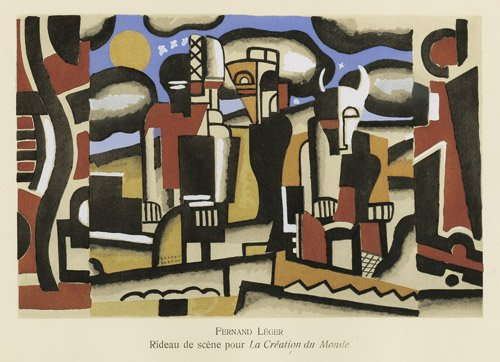 FERNAND LÉGER
Rideau de scène pour La Création du Monde